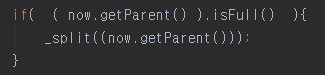 if(  ( now.getParent() ).isFull()  ){
    _split((now.getParent()));
}